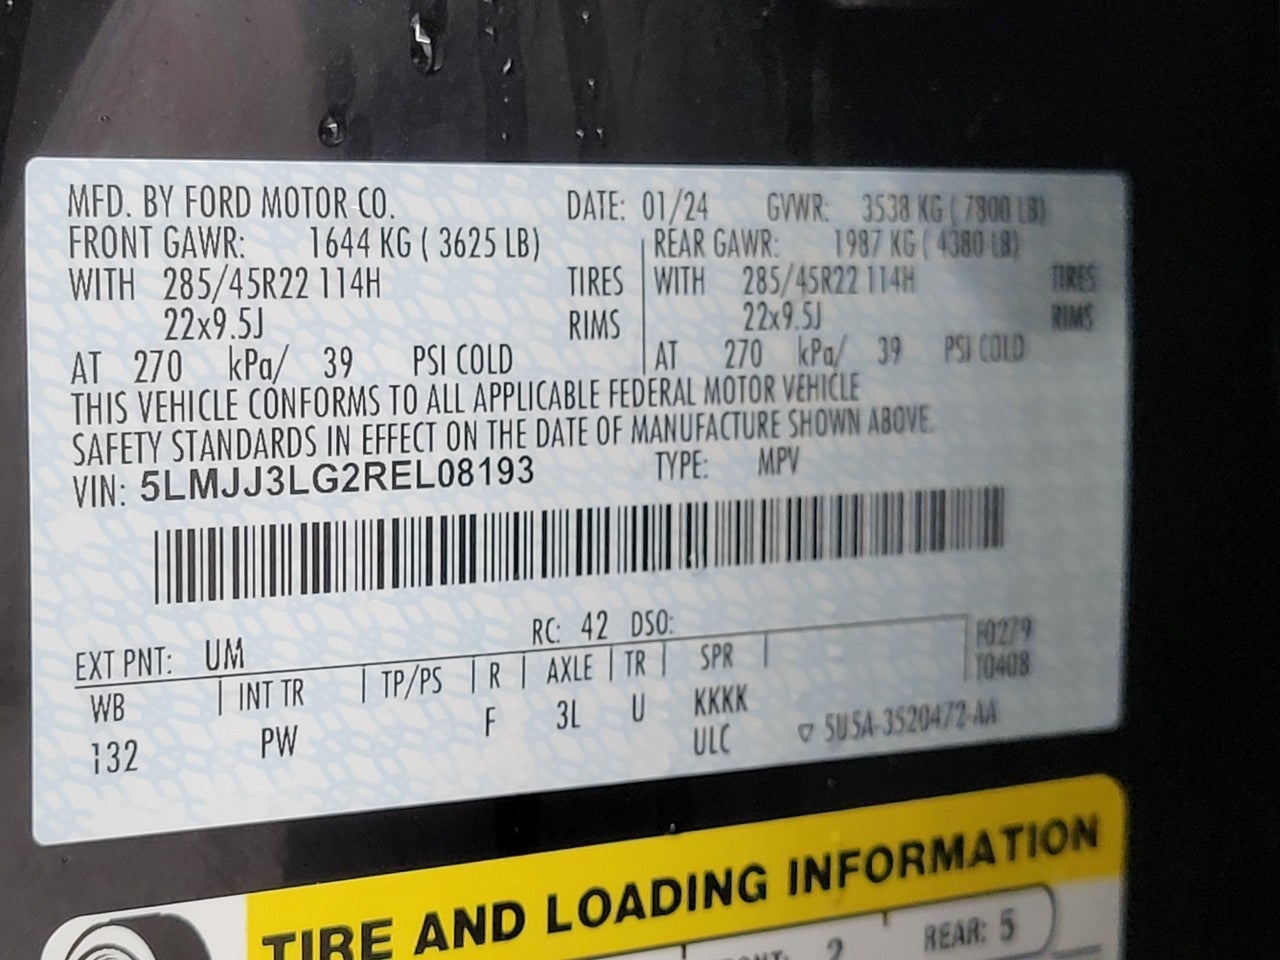 MFD. BY FORD MOTOR CO. DATE: 01/24 GVWR: 3538 KG ( 7800 LB)
FRONT GAWR: 1644 KG ( 3625 LB) REAR GAWR: 1987 KG ( 4380 LB)
WITH 285/45R22 114H TIRES WITH 285/45R22 114H TIRES
22x9.5J RIMS 22x9.5J RIMS
AT 270 kPa/ 39 PSI COLD AT 270 kPa/ 39 PSI COLD
THIS VEHICLE CONFORMS TO ALL APPLICABLE FEDERAL MOTOR VEHICLE
SAFETY STANDARDS IN EFFECT ON THE DATE OF MANUFACTURE SHOWN ABOVE.
VIN: 5LMJJ3LG2REL08193 TYPE: MPV
EXT PNT: UM RC: 42 DSO: F0279
WB INT TR TP/PS R AXLE TR SPR T0408
132 PW F 3L U KKKK
ULC ▽ 5U5A-3520472-AA
TIRE AND LOADING INFORMATION
2 REAR: 5